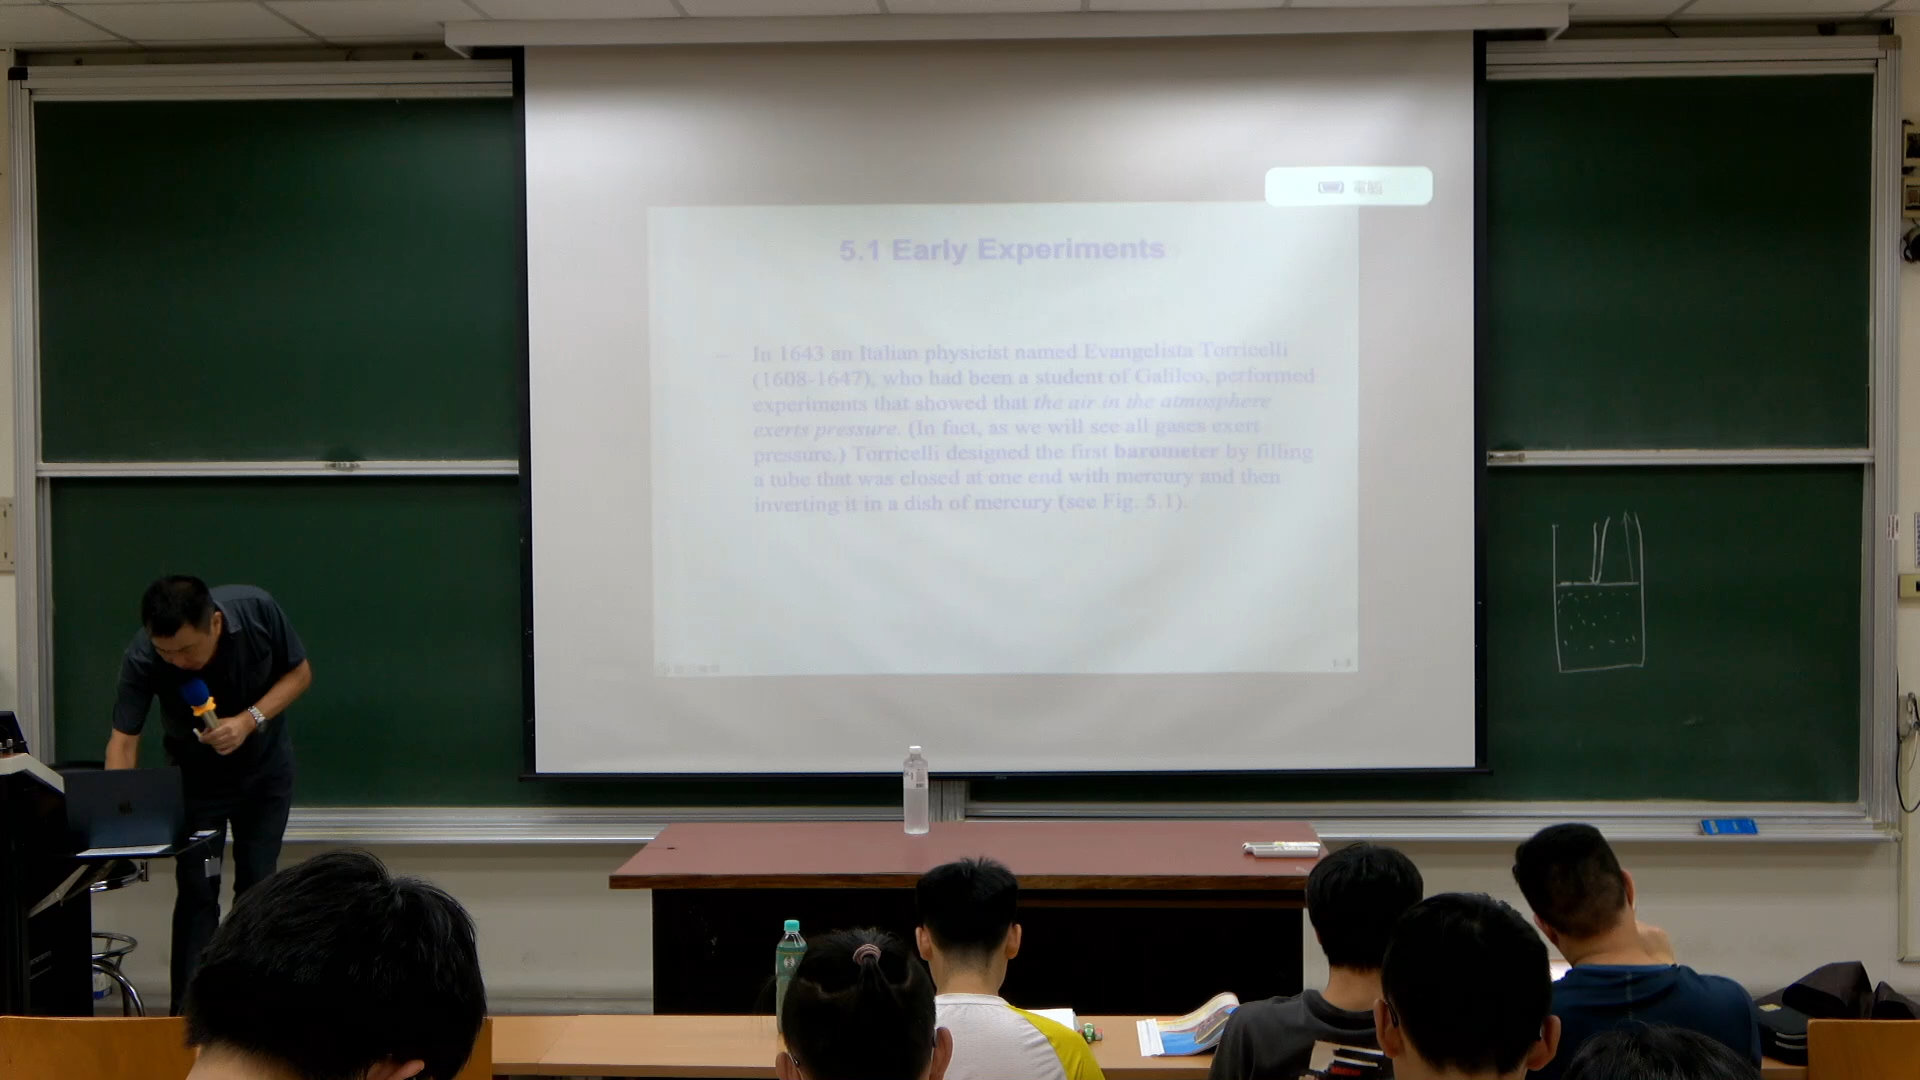 電腦
5.1 Early Experiments
– In 1643 an Italian physicist named Evangelista Torricelli
(1608-1647), who had been a student of Galileo, performed
experiments that showed that the air in the atmosphere
exerts pressure. (In fact, as we will see all gases exert
pressure.) Torricelli designed the first barometer by filling
a tube that was closed at one end with mercury and then
inverting it in a dish of mercury (see Fig. 5.1).